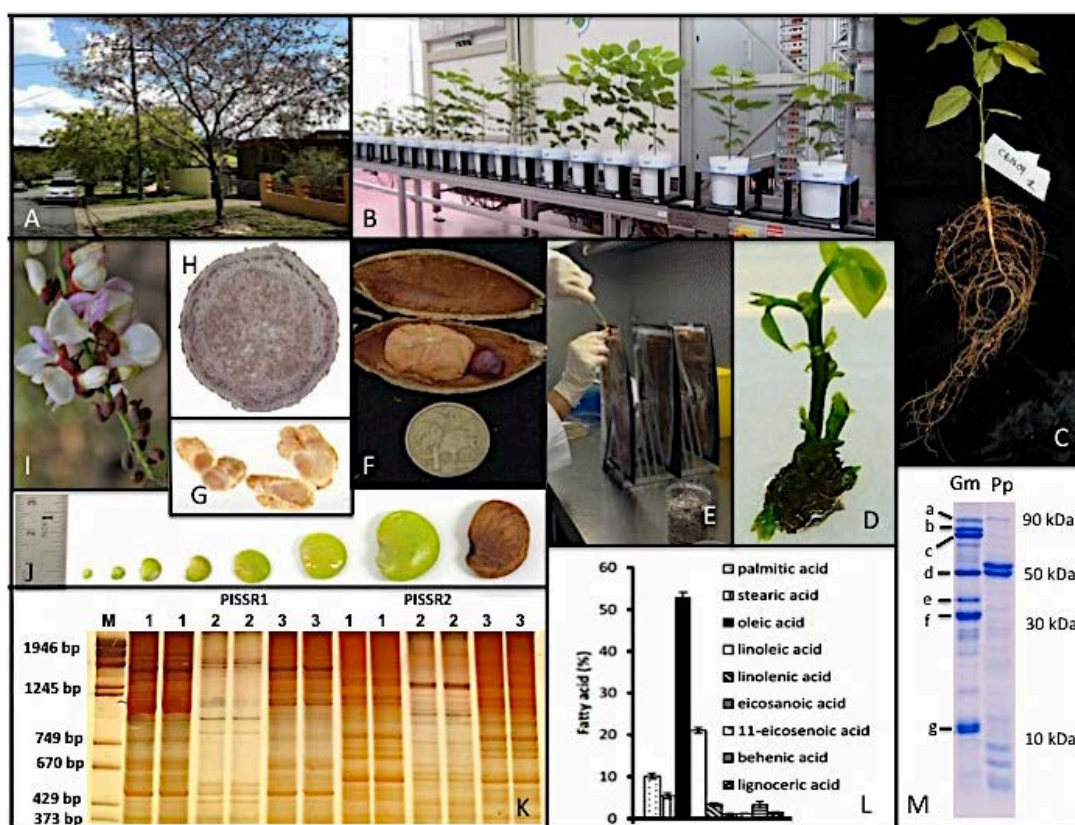 A
B
C
CB1409 2
I
H
G
F
E
D
J
PISSR1 PISSR2
M 1 1 2 2 3 3 1 1 2 2 3 3
1946 bp
1245 bp
749 bp
670 bp
429 bp
373 bp
K
60
50
40
30
20
10
0
Fatty acid (%)
palmitic acid
stearic acid
oleic acid
linoleic acid
linolenic acid
eicosanoic acid
11-eicosenoic acid
behenic acid
lignoceric acid
L
Gm Pp
a
b
c
d
e
f
g
90 kDa
50 kDa
30 kDa
10 kDa
M